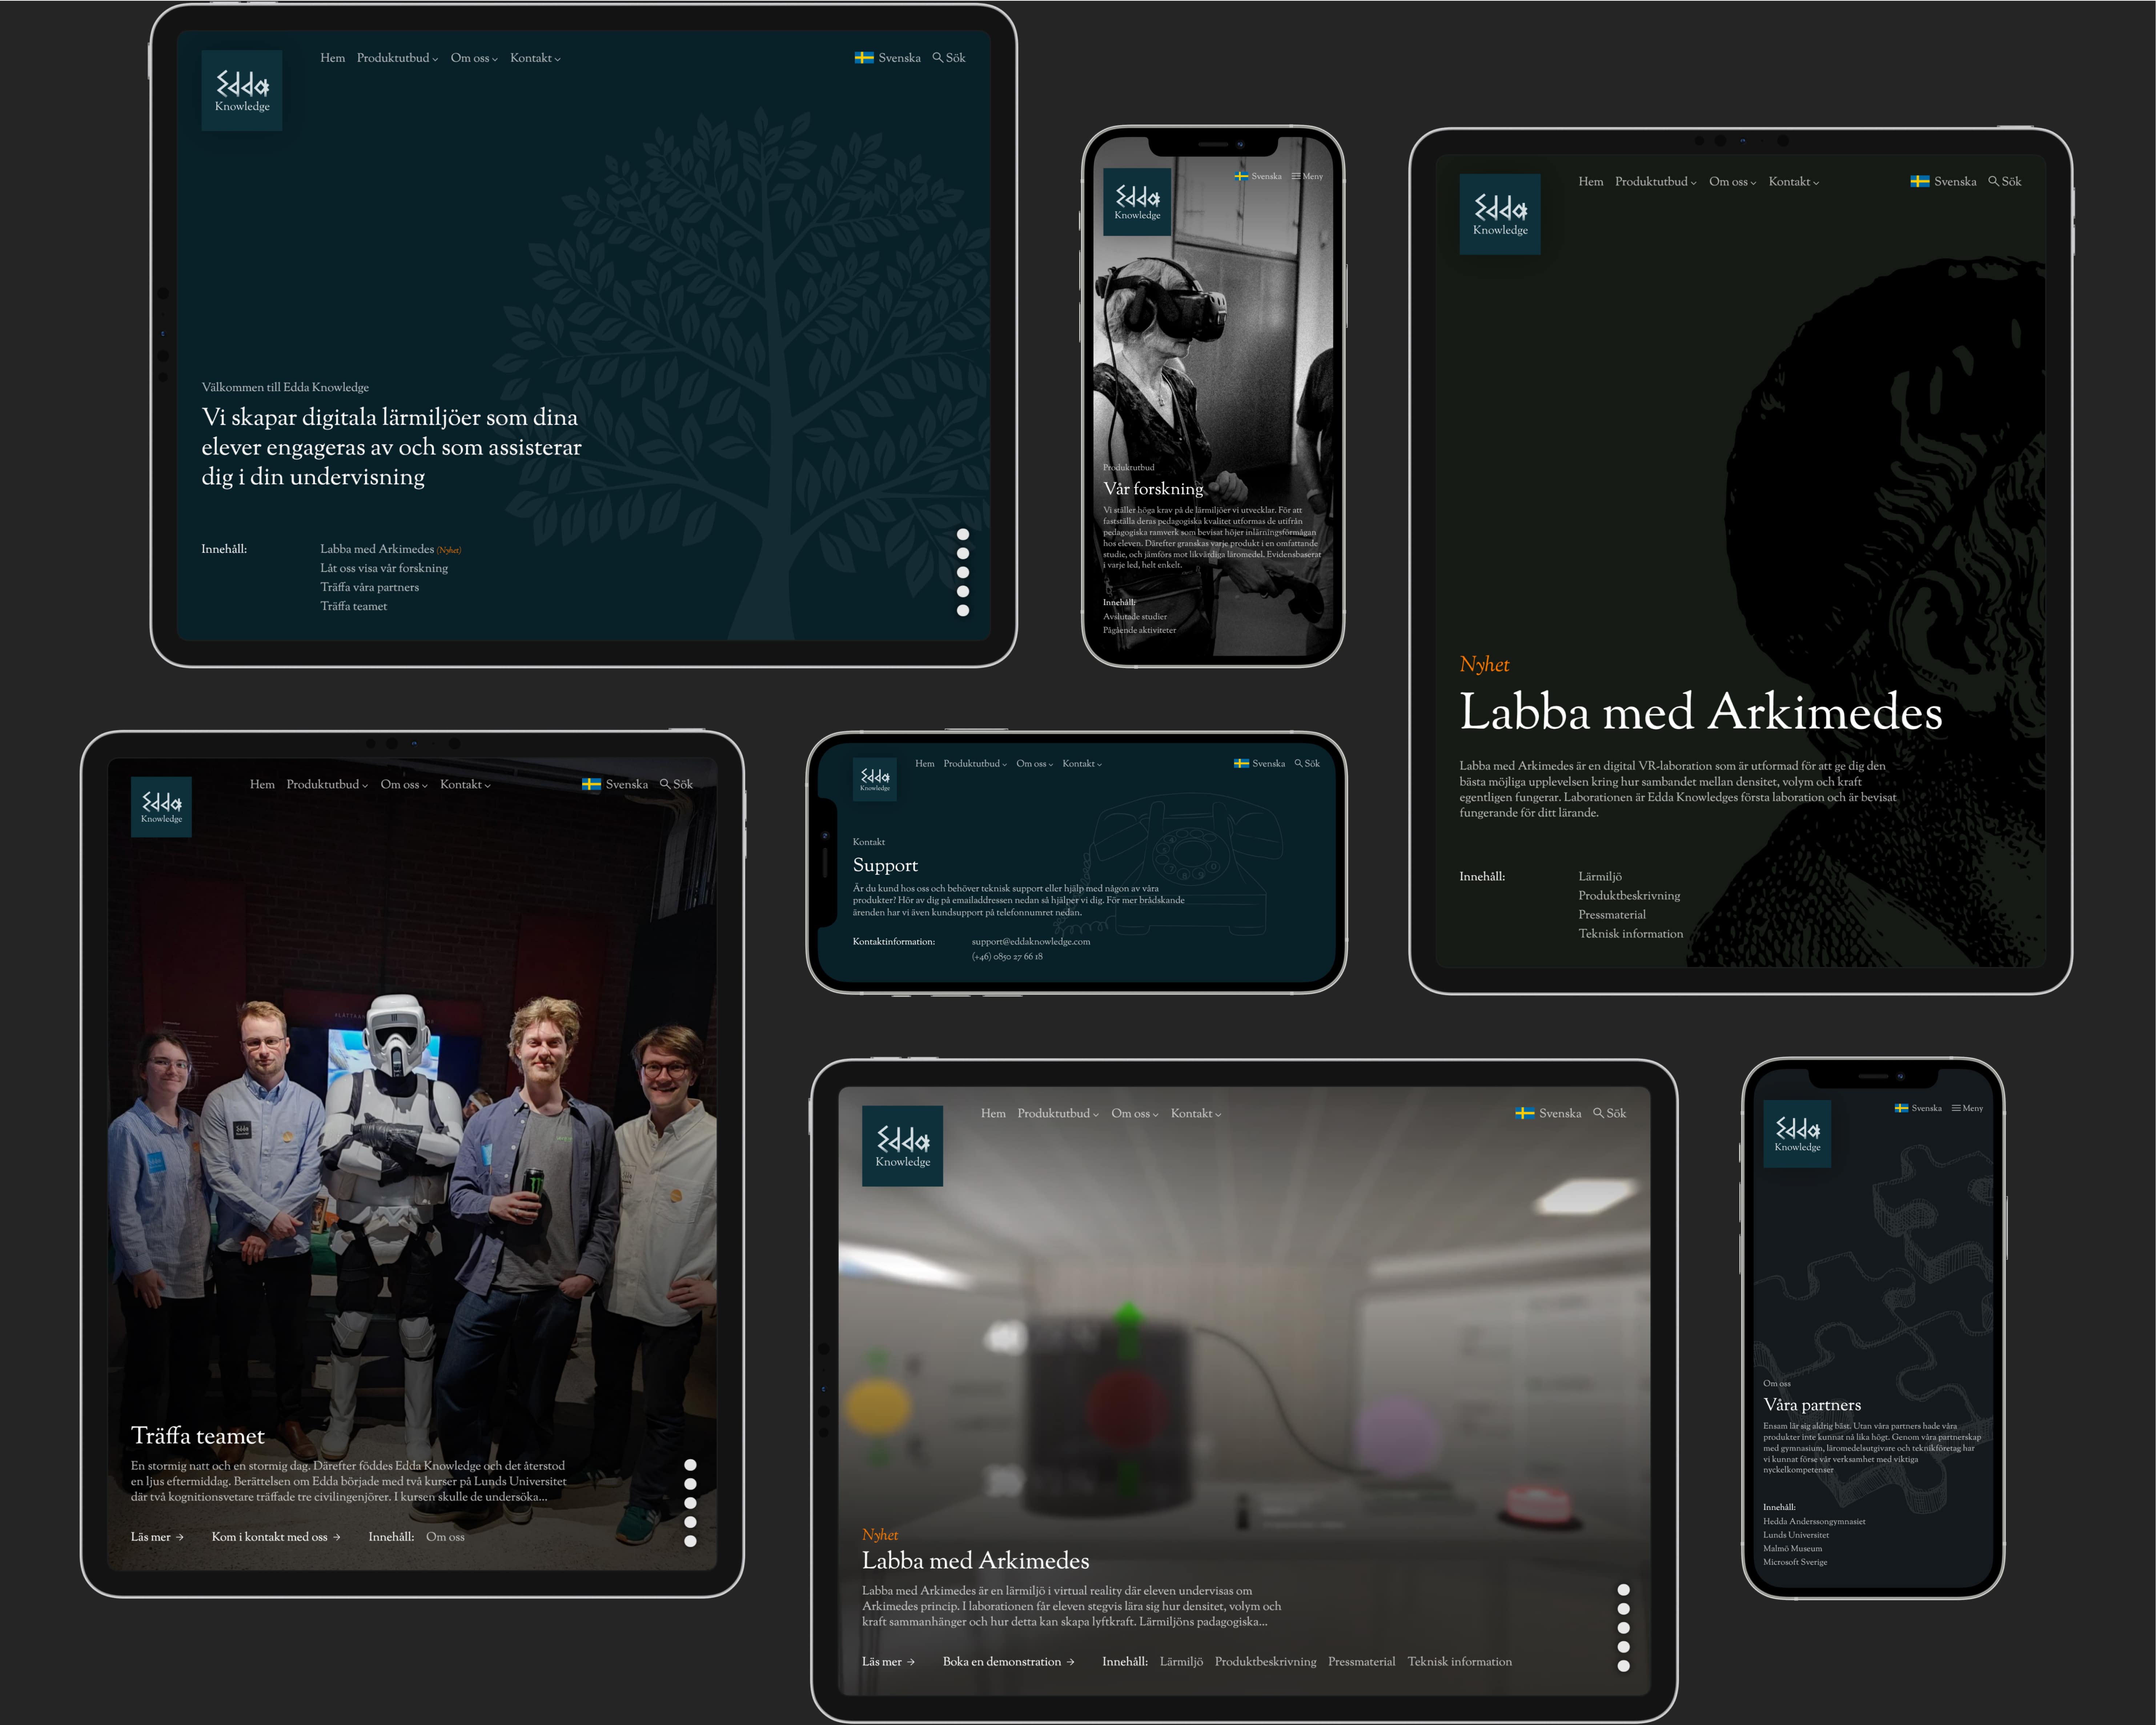 Edda
Knowledge
Hem Produktutbud Om oss Kontakt
Svenska Sök
Välkommen till Edda Knowledge
Vi skapar digitala lärmiljöer som dina
elever engageras av och som assisterar
dig i din undervisning
Innehåll:
Labba med Arkimedes (Nyhet)
Låt oss visa vår forskning
Träffa våra partners
Träffa teamet
Edda
Knowledge
Svenska Meny
Produktutbud
Vår forskning
Vi ställer höga krav på de lärmiljöer vi utvecklar. För att
fastställa deras pedagogiska kvalitet utformas de utifrån
pedagogiska ramverk som bevisat höjer inlärningsförmågan
hos eleven. Därefter granskas varje produkt i en omfattande
studie, och jämförs mot likvärdiga läromedel. Evidensbaserat
i varje led, helt enkelt.
Innehåll:
Avslutade studier
Pågående aktiviteter
Edda
Knowledge
Hem Produktutbud Om oss Kontakt
Svenska Sök
Nyhet
Labba med Arkimedes
Labba med Arkimedes är en digital VR-laboration som är utformad för att ge dig den
bästa möjliga upplevelsen kring hur sambandet mellan densitet, volym och kraft
egentligen fungerar. Laborationen är Edda Knowledges första laboration och är bevisat
fungerande för ditt lärande.
Innehåll:
Lärmiljö
Produktbeskrivning
Pressmaterial
Teknisk information
Edda
Knowledge
Hem Produktutbud Om oss Kontakt
Svenska Sök
Träffa teamet
En stormig natt och en stormig dag. Därefter föddes Edda Knowledge och det återstod
en ljus eftermiddag. Berättelsen om Edda började med två kurser på Lunds Universitet
där två kognitionsvetare träffade tre civilingenjörer. I kursen skulle de undersöka...
Läs mer → Kom i kontakt med oss → Innehåll: Om oss
Edda
Knowledge
Hem Produktutbud Om oss Kontakt
Svenska Sök
Kontakt
Support
Är du kund hos oss och behöver teknisk support eller hjälp med någon av våra
produkter? Hör av dig på emailaddressen nedan så hjälper vi dig. För mer brådskande
ärenden har vi även kundsupport på telefonnumret nedan.
Kontaktinformation:
support@eddaknowledge.com
(+46) 0850 27 66 18
Edda
Knowledge
Hem Produktutbud Om oss Kontakt
Svenska Sök
Nyhet
Labba med Arkimedes
Labba med Arkimedes är en lärmiljö i virtual reality där eleven undervisas om
Arkimedes princip. I laborationen får eleven stegvis lära sig hur densitet, volym och
kraft sammanhänger och hur detta kan skapa lyftkraft. Lärmiljöns padagogiska...
Läs mer → Boka en demonstration → Innehåll: Lärmiljö Produktbeskrivning Pressmaterial Teknisk information
Edda
Knowledge
Svenska Meny
Om oss
Våra partners
Ensam lär sig aldrig bäst. Utan våra partners hade våra
produkter inte kunnat nå lika högt. Genom våra partnerskap
med gymnasium, läromedelsutgivare och teknikföretag har
vi kunnat förse vår verksamhet med viktiga
nyckelkompetenser
Innehåll:
Hedda Anderssongymnasiet
Lunds Universitet
Malmö Museum
Microsoft Sverige